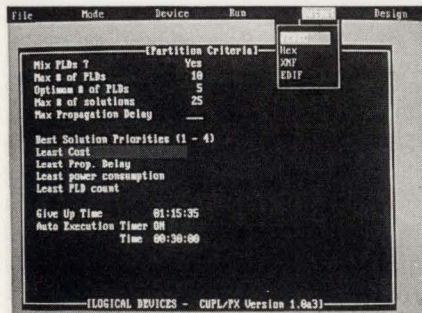 File Mode Device Run Design
Hex
XNF
EDIF
[Partition Criteria]
Mix PLDs ? Yes
Max # of PLDs 10
Optimum # of PLDs 5
Max # of solutions 25
Max Propagation Delay ___
Best Solution Priorities (1 - 4)
Least Cost
Least Prop. Delay
Least power consumption
Least PLD count
Give Up Time 01:15:35
Auto Execution Timer ON
Time 00:30:00
[LOGICAL DEVICES - CUPL/PX Version 1.0a3]